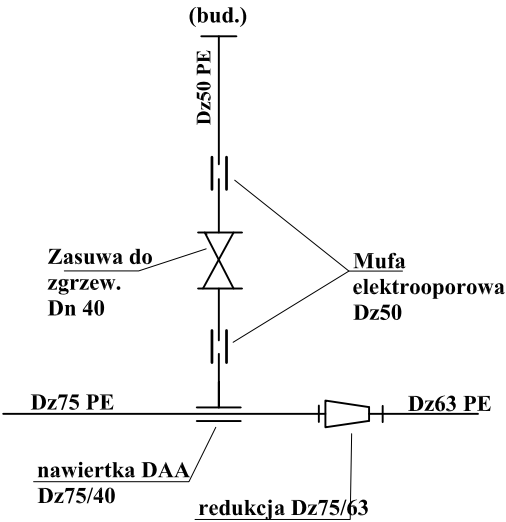 (bud.)
Dz50 PE
Zasuwa do
zgrzew.
Dn 40
Mufa
elektrooporowa
Dz50
Dz75 PE
Dz63 PE
nawiertka DAA
Dz75/40
redukcja Dz75/63